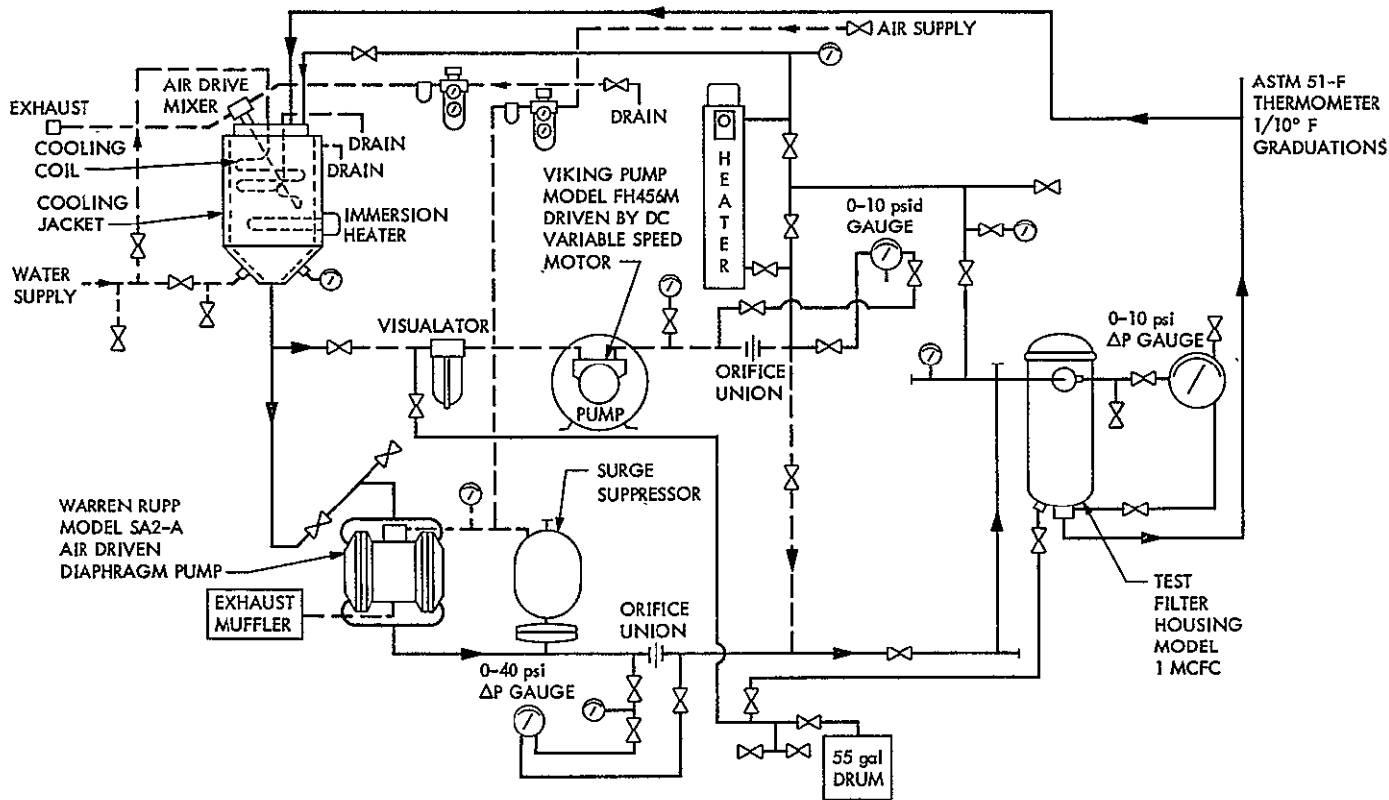 AIR SUPPLY
AIR DRIVE
MIXER
EXHAUST
COOLING
COIL
COOLING
JACKET
WATER
SUPPLY
DRAIN
DRAIN
IMMERSION
HEATER
DRAIN
VIKING PUMP
MODEL FH456M
DRIVEN BY DC
VARIABLE SPEED
MOTOR
HEATER
0-10 psid
GAUGE
ASTM 51-F
THERMOMETER
1/10° F
GRADUATIONS
VISUALATOR
PUMP
ORIFICE
UNION
0-10 psi
ΔP GAUGE
WARREN RUPP
MODEL SA2-A
AIR DRIVEN
DIAPHRAGM PUMP
SURGE
SUPPRESSOR
EXHAUST
MUFFLER
0-40 psi
ΔP GAUGE
ORIFICE
UNION
TEST
FILTER
HOUSING
MODEL
1 MCFC
55 gal
DRUM